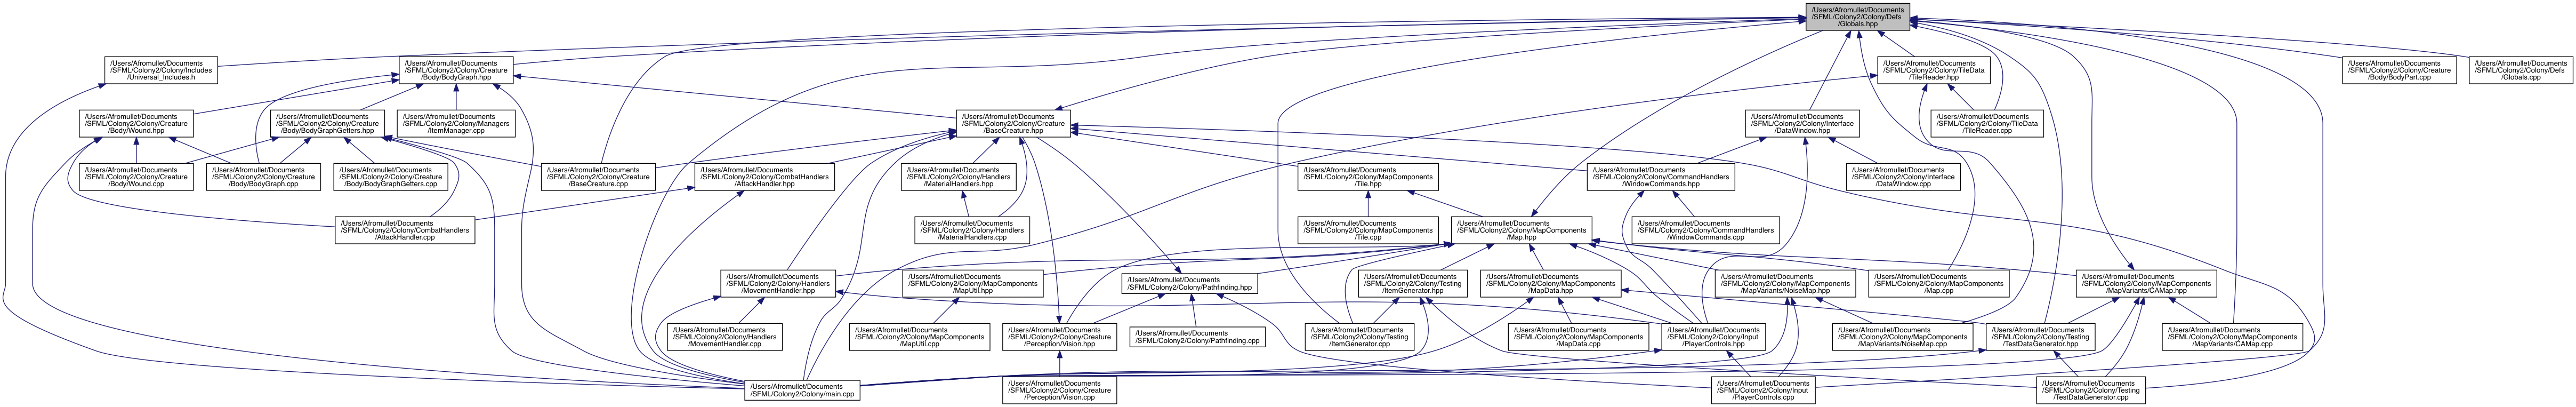 /Users/Afromullet/Documents
/SFML/Colony2/Colony/Defs
/Globals.hpp
/Users/Afromullet/Documents
/SFML/Colony2/Colony/Includes
/Universal_Includes.h
/Users/Afromullet/Documents
/SFML/Colony2/Colony/Creature
/Body/BodyGraph.hpp
/Users/Afromullet/Documents
/SFML/Colony2/Colony/TileData
/TileReader.hpp
/Users/Afromullet/Documents
/SFML/Colony2/Colony/Creature
/Body/BodyPart.cpp
/Users/Afromullet/Documents
/SFML/Colony2/Colony/Defs
/Globals.cpp
/Users/Afromullet/Documents
/SFML/Colony2/Colony/Creature
/Body/Wound.hpp
/Users/Afromullet/Documents
/SFML/Colony2/Colony/Creature
/Body/BodyGraphGetters.hpp
/Users/Afromullet/Documents
/SFML/Colony2/Colony/Managers
/ItemManager.cpp
/Users/Afromullet/Documents
/SFML/Colony2/Colony/Creature
/BaseCreature.hpp
/Users/Afromullet/Documents
/SFML/Colony2/Colony/Interface
/DataWindow.hpp
/Users/Afromullet/Documents
/SFML/Colony2/Colony/TileData
/TileReader.cpp
/Users/Afromullet/Documents
/SFML/Colony2/Colony/Creature
/Body/Wound.cpp
/Users/Afromullet/Documents
/SFML/Colony2/Colony/Creature
/Body/BodyGraph.cpp
/Users/Afromullet/Documents
/SFML/Colony2/Colony/Creature
/Body/BodyGraphGetters.cpp
/Users/Afromullet/Documents
/SFML/Colony2/Colony/Creature
/BaseCreature.cpp
/Users/Afromullet/Documents
/SFML/Colony2/Colony/CombatHandlers
/AttackHandler.hpp
/Users/Afromullet/Documents
/SFML/Colony2/Colony/Handlers
/MaterialHandlers.hpp
/Users/Afromullet/Documents
/SFML/Colony2/Colony/MapComponents
/Tile.hpp
/Users/Afromullet/Documents
/SFML/Colony2/Colony/CommandHandlers
/WindowCommands.hpp
/Users/Afromullet/Documents
/SFML/Colony2/Colony/Interface
/DataWindow.cpp
/Users/Afromullet/Documents
/SFML/Colony2/Colony/CombatHandlers
/AttackHandler.cpp
/Users/Afromullet/Documents
/SFML/Colony2/Colony/Handlers
/MaterialHandlers.cpp
/Users/Afromullet/Documents
/SFML/Colony2/Colony/MapComponents
/Tile.cpp
/Users/Afromullet/Documents
/SFML/Colony2/Colony/MapComponents
/Map.hpp
/Users/Afromullet/Documents
/SFML/Colony2/Colony/CommandHandlers
/WindowCommands.cpp
/Users/Afromullet/Documents
/SFML/Colony2/Colony/Handlers
/MovementHandler.hpp
/Users/Afromullet/Documents
/SFML/Colony2/Colony/MapComponents
/MapUtil.hpp
/Users/Afromullet/Documents
/SFML/Colony2/Colony/Pathfinding.hpp
/Users/Afromullet/Documents
/SFML/Colony2/Colony/Testing
/ItemGenerator.hpp
/Users/Afromullet/Documents
/SFML/Colony2/Colony/MapComponents
/MapData.hpp
/Users/Afromullet/Documents
/SFML/Colony2/Colony/MapComponents
/MapVariants/NoiseMap.hpp
/Users/Afromullet/Documents
/SFML/Colony2/Colony/MapComponents
/Map.cpp
/Users/Afromullet/Documents
/SFML/Colony2/Colony/MapComponents
/MapVariants/CAMap.hpp
/Users/Afromullet/Documents
/SFML/Colony2/Colony/Handlers
/MovementHandler.cpp
/Users/Afromullet/Documents
/SFML/Colony2/Colony/MapComponents
/MapUtil.cpp
/Users/Afromullet/Documents
/SFML/Colony2/Colony/Creature
/Perception/Vision.hpp
/Users/Afromullet/Documents
/SFML/Colony2/Colony/Pathfinding.cpp
/Users/Afromullet/Documents
/SFML/Colony2/Colony/Testing
/ItemGenerator.cpp
/Users/Afromullet/Documents
/SFML/Colony2/Colony/MapComponents
/MapData.cpp
/Users/Afromullet/Documents
/SFML/Colony2/Colony/Input
/PlayerControls.hpp
/Users/Afromullet/Documents
/SFML/Colony2/Colony/MapComponents
/MapVariants/NoiseMap.cpp
/Users/Afromullet/Documents
/SFML/Colony2/Colony/Testing
/TestDataGenerator.hpp
/Users/Afromullet/Documents
/SFML/Colony2/Colony/MapComponents
/MapVariants/CAMap.cpp
/Users/Afromullet/Documents
/SFML/Colony2/Colony/main.cpp
/Users/Afromullet/Documents
/SFML/Colony2/Colony/Creature
/Perception/Vision.cpp
/Users/Afromullet/Documents
/SFML/Colony2/Colony/Input
/PlayerControls.cpp
/Users/Afromullet/Documents
/SFML/Colony2/Colony/Testing
/TestDataGenerator.cpp